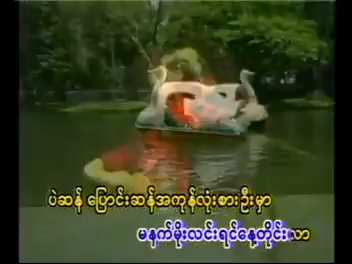 ပဲဆန် ပြောင်းဆန်အကုန်လုံးစားဦးမှာ
မနက်မိုးလင်းရင်နေ့တိုင်းလာ